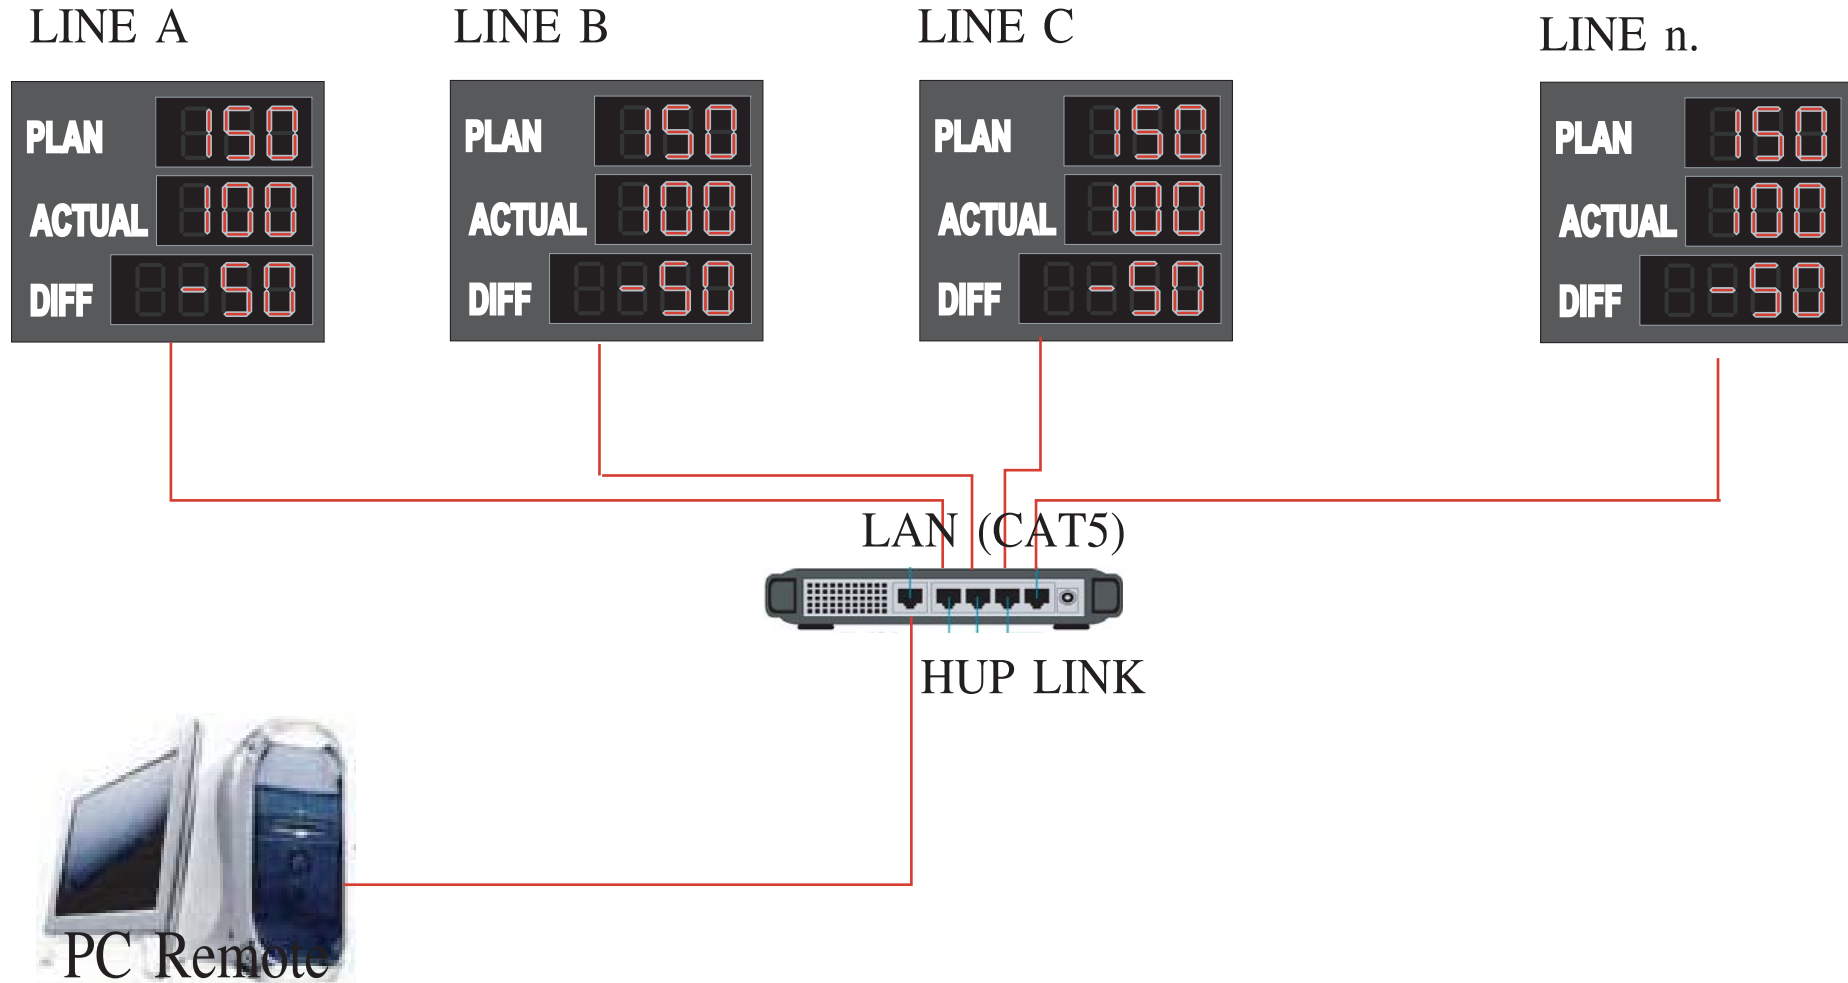 LINE A
LINE B
LINE C
LINE n.
PLAN 150
ACTUAL 100
DIFF -50
PLAN 150
ACTUAL 100
DIFF -50
PLAN 150
ACTUAL 100
DIFF -50
PLAN 150
ACTUAL 100
DIFF -50
LAN (CAT5)
HUP LINK
PC Remote